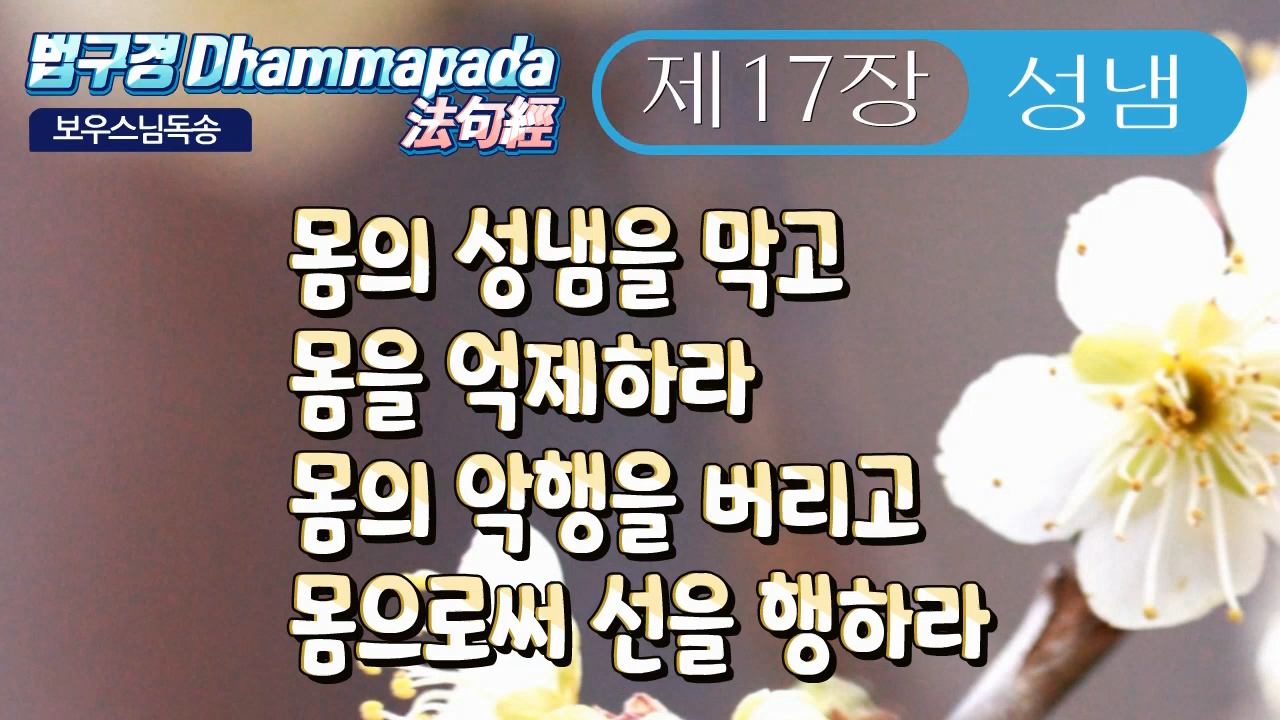 법구경 Dhammapada
法句經
보우스님독송
제17장 성냄
몸의 성냄을 막고
몸을 억제하라
몸의 악행을 버리고
몸으로써 선을 행하라